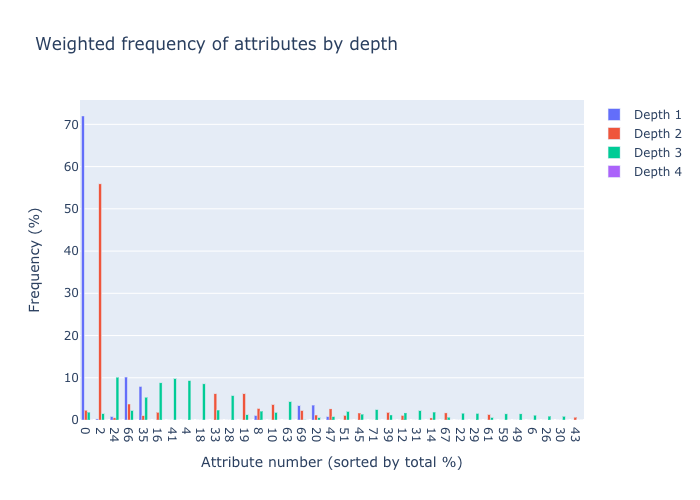 Weighted frequency of attributes by depth
Depth 1
Depth 2
Depth 3
Depth 4
Frequency (%)
70
60
50
40
30
20
10
0
0 2 24 66 35 16 41 4 18 33 28 19 8 10 63 69 20 47 51 45 71 39 12 31 14 67 22 29 61 59 49 6 26 30 43
Attribute number (sorted by total %)